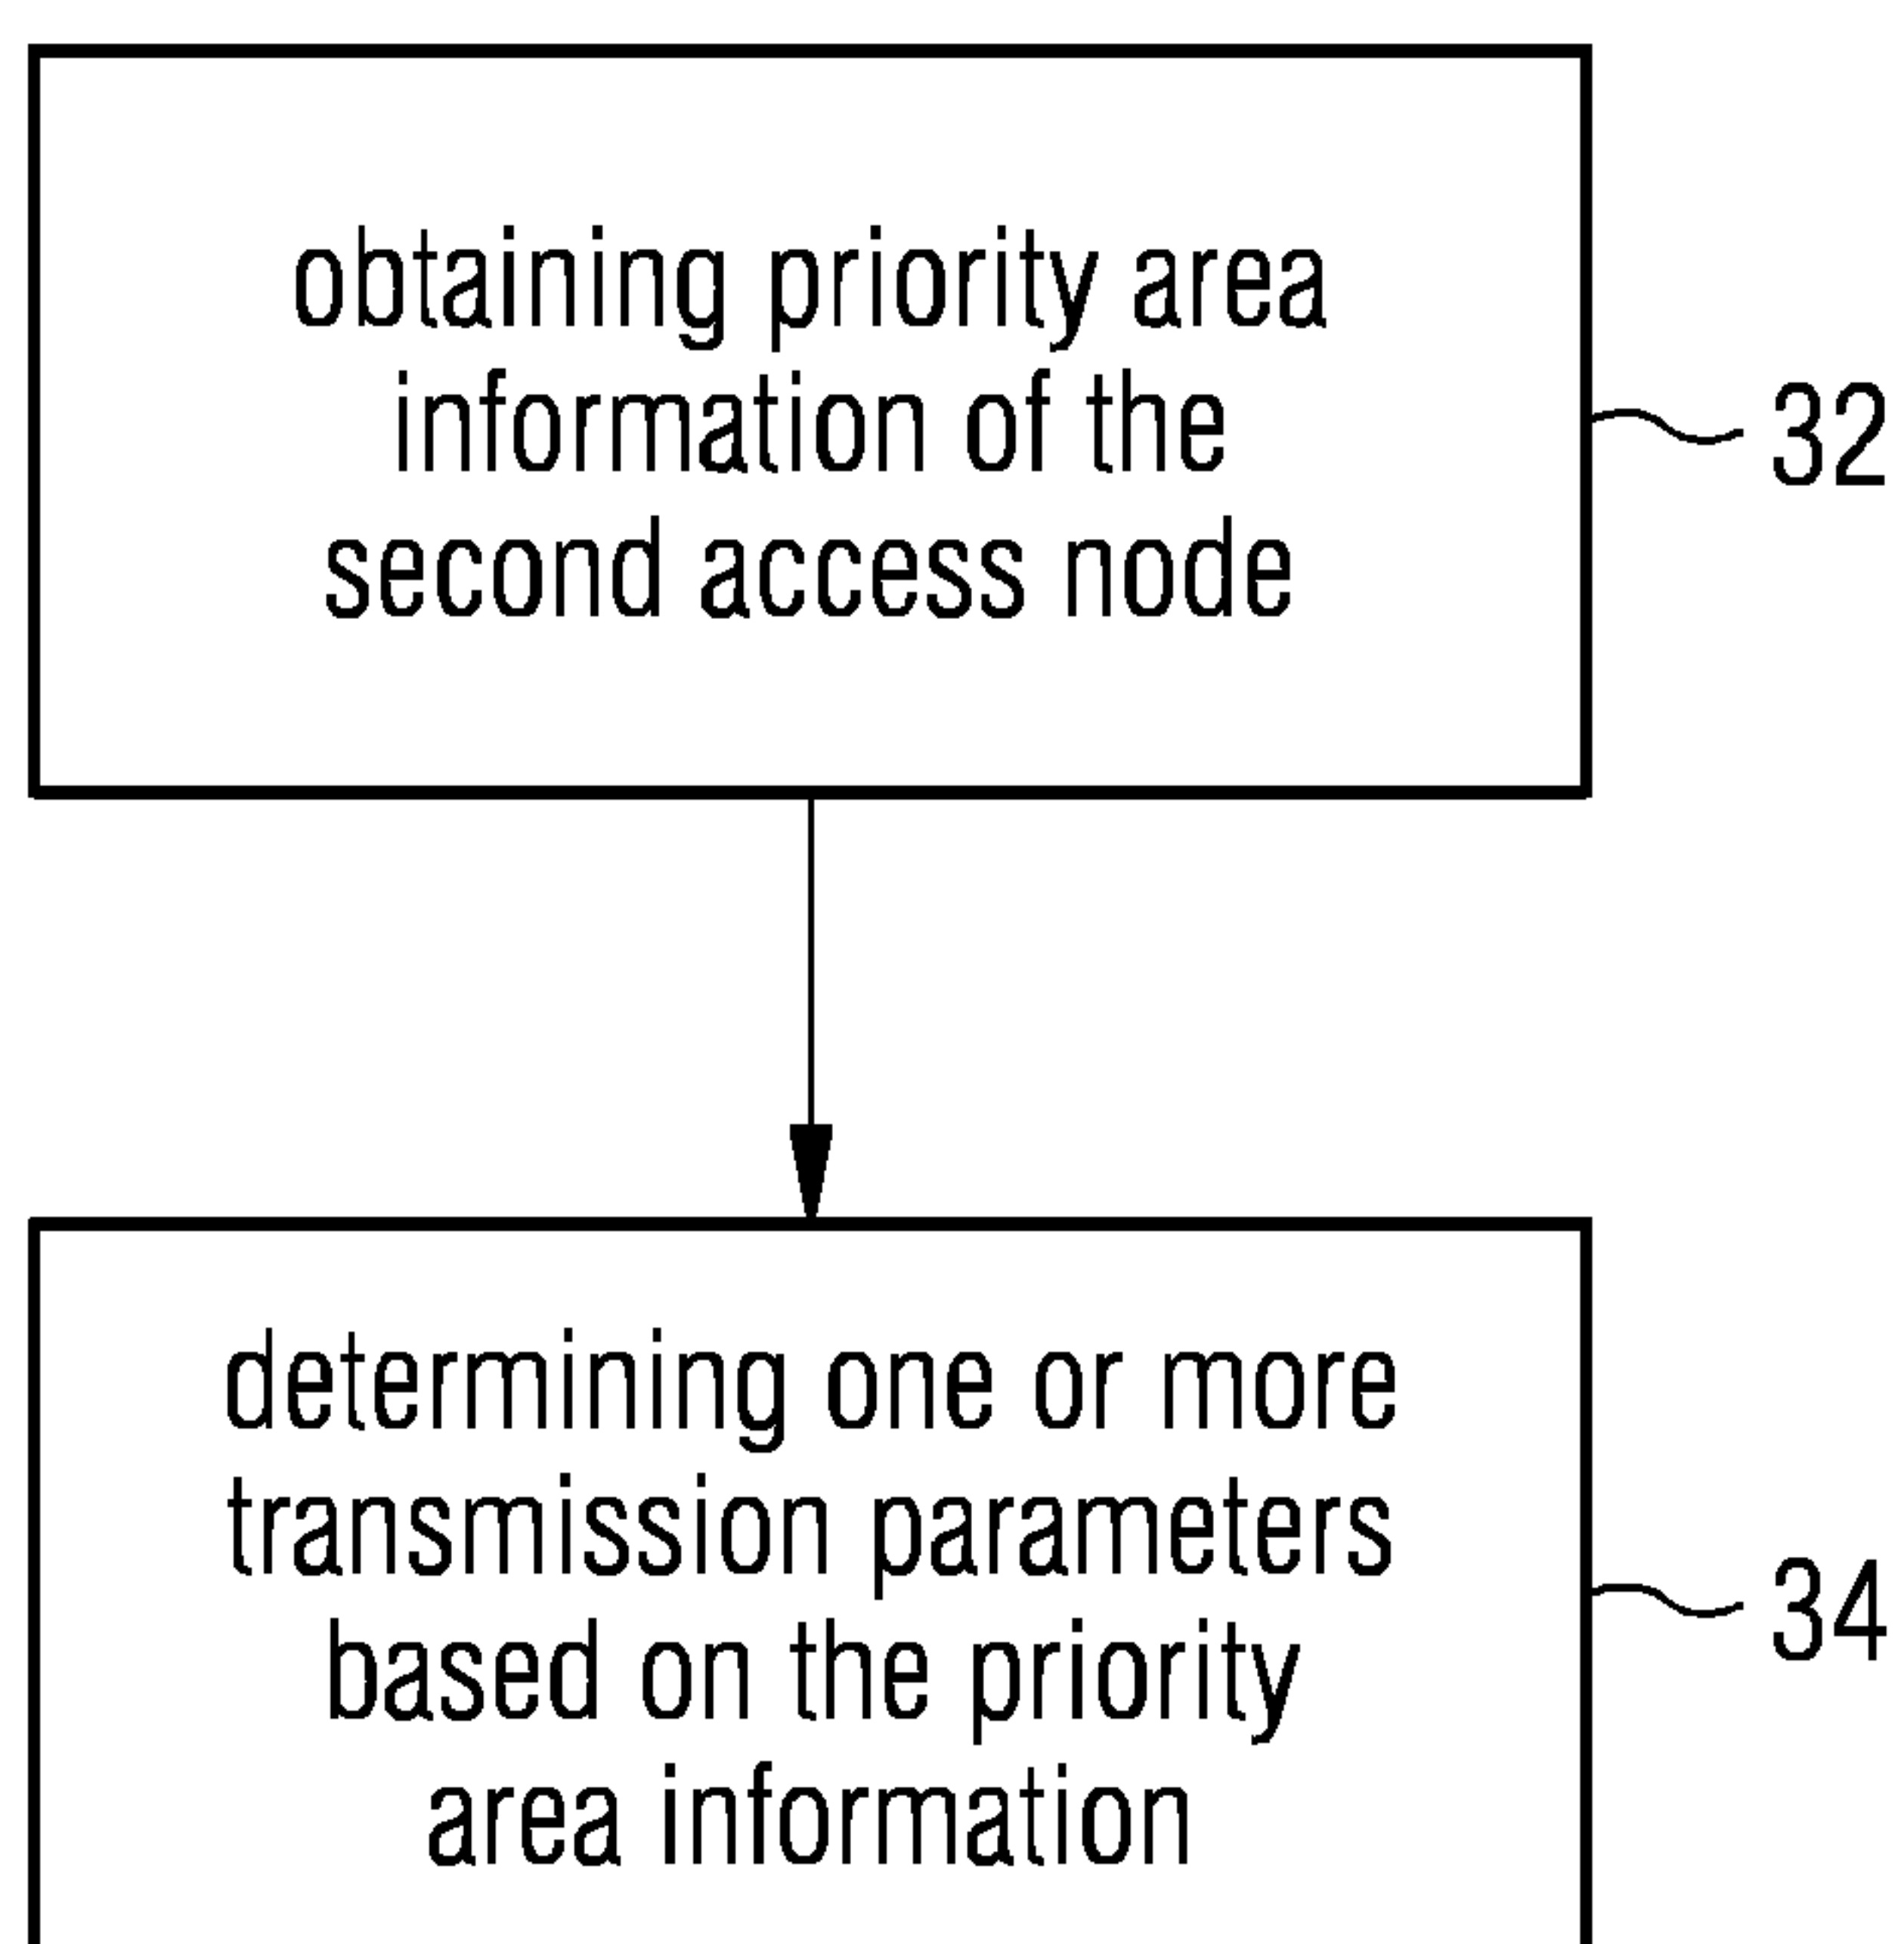 obtaining priority area
information of the
second access node
32
determining one or more
transmission parameters
based on the priority
area information
34